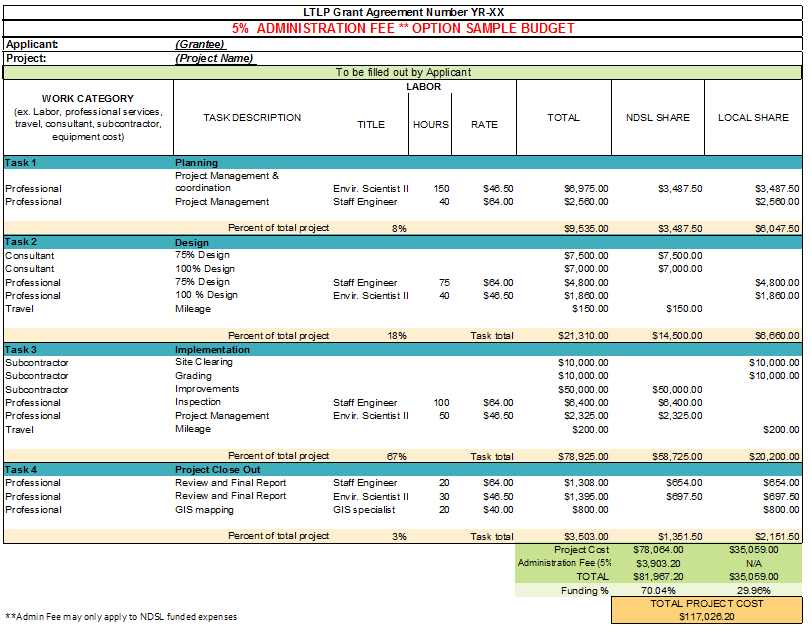 LTLP Grant Agreement Number YR-XX
5% ADMINISTRATION FEE ** OPTION SAMPLE BUDGET
Applicant: (Grantee)
Project: (Project Name)
To be filled out by Applicant
WORK CATEGORY
(ex. Labor, professional services, travel, consultant, subcontractor, equipment cost)
TASK DESCRIPTION
LABOR
TITLE HOURS RATE
TOTAL NDSL SHARE LOCAL SHARE
Task 1 Planning
Professional Project Management & coordination Envir. Scientist II 150 $46.50 $6,975.00 $3,487.50 $3,487.50
Professional Project Management Staff Engineer 40 $64.00 $2,560.00 $2,560.00
Percent of total project 8% $9,535.00 $3,487.50 $6,047.50
Task 2 Design
Consultant 75% Design $7,500.00 $7,500.00
Consultant 100% Design $7,000.00 $7,000.00
Professional 75% Design Staff Engineer 75 $64.00 $4,800.00 $4,800.00
Professional 100 % Design Envir. Scientist II 40 $46.50 $1,860.00 $1,860.00
Travel Mileage $150.00 $150.00
Percent of total project 18% Task total $21,310.00 $14,500.00 $6,660.00
Task 3 Implementation
Subcontractor Site Clearing $10,000.00 $10,000.00
Subcontractor Grading $10,000.00 $10,000.00
Subcontractor Improvements $50,000.00 $50,000.00
Professional Inspection Staff Engineer 100 $64.00 $6,400.00 $6,400.00
Professional Project Management Envir. Scientist II 50 $46.50 $2,325.00 $2,325.00
Travel Mileage $200.00 $200.00
Percent of total project 67% Task total $78,925.00 $58,725.00 $20,200.00
Task 4 Project Close Out
Professional Review and Final Report Staff Engineer 20 $64.00 $1,308.00 $654.00 $654.00
Professional Review and Final Report Envir. Scientist II 30 $46.50 $1,395.00 $697.50 $697.50
Professional GIS mapping GIS specialist 20 $40.00 $800.00 $800.00
Percent of total project 3% Task total $3,503.00 $1,351.50 $2,151.50
Project Cost $78,064.00 $35,059.00
Administration Fee (5% $3,903.20 N/A
TOTAL $81,967.20 $35,059.00
Funding % 70.04% 29.96%
TOTAL PROJECT COST
$117,026.20
**Admin Fee may only apply to NDSL funded expenses